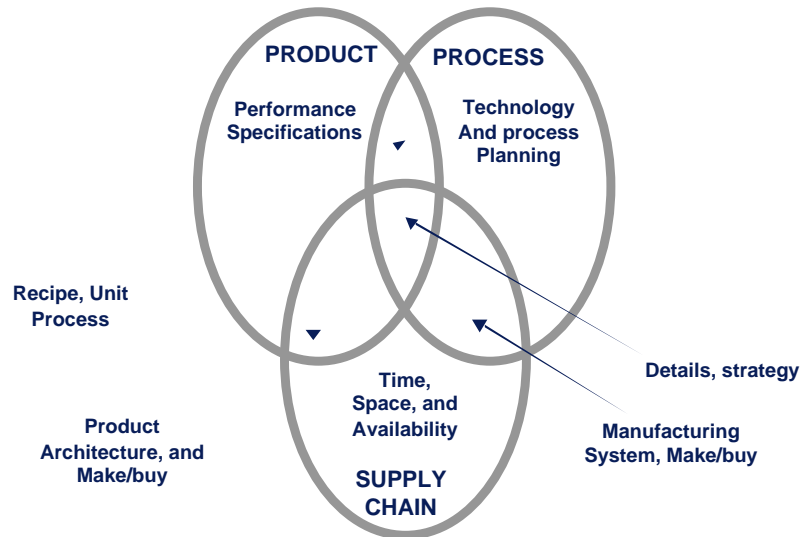 PRODUCT
PROCESS
Performance
Specifications
Technology
And process
Planning
Recipe, Unit
Process
Details, strategy
Time,
Space, and
Availability
Product
Architecture, and
Make/buy
Manufacturing
System, Make/buy
SUPPLY
CHAIN